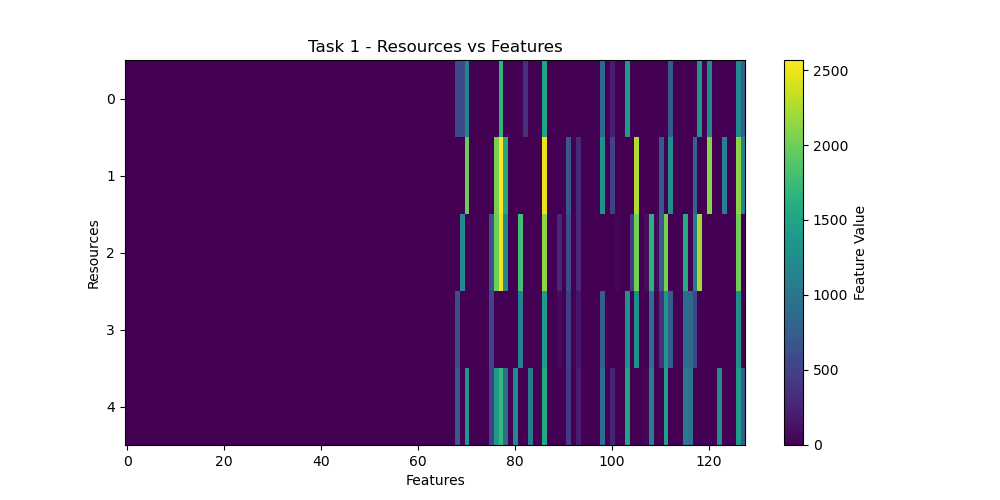 Task 1 - Resources vs Features
Resources
0
1
2
3
4
0 20 40 60 80 100 120
Features
2500
2000
1500
1000
500
0
Feature Value